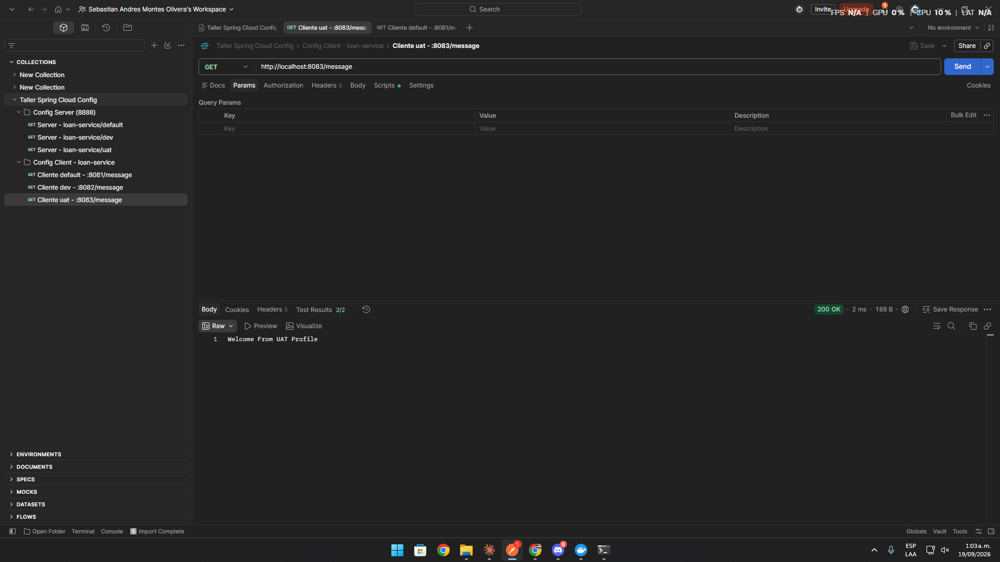 Sebastian Andres Montes Olivera's Workspace
Search
Invite
Upgrade
1
FPS N/A | GPU 0% | CPU 10% | LAT N/A
Taller Spring Cloud Config
GET Cliente uat - :8083/mess
GET Cliente default - :8081/m
No environment
Taller Spring Cloud Config > Config Client - loan-service > Cliente uat - :8083/message
Save
Share
COLLECTIONS
New Collection
New Collection
Taller Spring Cloud Config
Config Server (8888)
GET Server - loan-service/default
GET Server - loan-service/dev
GET Server - loan-service/uat
Config Client - loan-service
GET Cliente default - :8081/message
GET Cliente dev - :8082/message
GET Cliente uat - :8083/message
HTTP
GET
http://localhost:8083/message
Send
Docs Params Authorization Headers 6 Body Scripts Settings
Cookies
Query Params
Key Value Description Bulk Edit
Key Value Description
Body Cookies Headers 5 Test Results 2/2
200 OK 2 ms 188 B e.g. Save Response
Raw Preview Visualize
1 Welcome From UAT Profile
ENVIRONMENTS
DOCUMENTS
SPECS
MOCKS
DATASETS
FLOWS
Open Folder Terminal Console 1 Import Complete
Globals Vault Tools
1
8
ESP
LAA
1:03 a. m.
19/09/2026